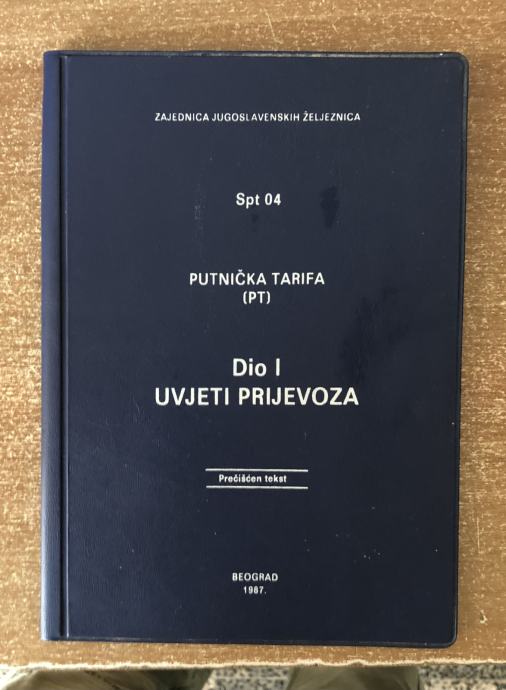 ZAJEDNICA JUGOSLAVENSKIH ŽELJEZNICA
Spt 04
PUTNIČKA TARIFA
(PT)
Dio I
UVJETI PRIJEVOZA
Prečišćen tekst
BEOGRAD
1987.